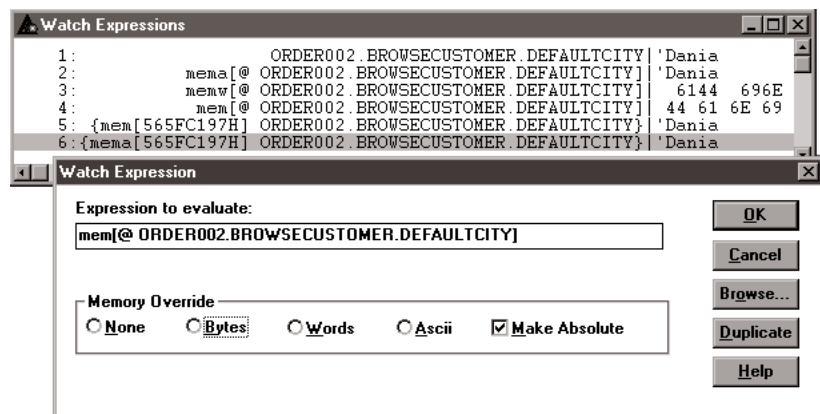 Watch Expressions
1: ORDER002.BROWSECUSTOMER.DEFAULTCITY| 'Dania
2: mema[@ ORDER002.BROWSECUSTOMER.DEFAULTCITY]| 'Dania
3: memw[@ ORDER002.BROWSECUSTOMER.DEFAULTCITY]| 6144 696E
4: mem[@ ORDER002.BROWSECUSTOMER.DEFAULTCITY]| 44 61 6E 69
5: {mem[565FC197H] ORDER002.BROWSECUSTOMER.DEFAULTCITY}| 'Dania
6:{mema[565FC197H] ORDER002.BROWSECUSTOMER.DEFAULTCITY}| 'Dania
Watch Expression
Expression to evaluate:
mem[@ ORDER002.BROWSECUSTOMER.DEFAULTCITY]
Memory Override
None Bytes Words Ascii Make Absolute
OK
Cancel
Browse...
Duplicate
Help